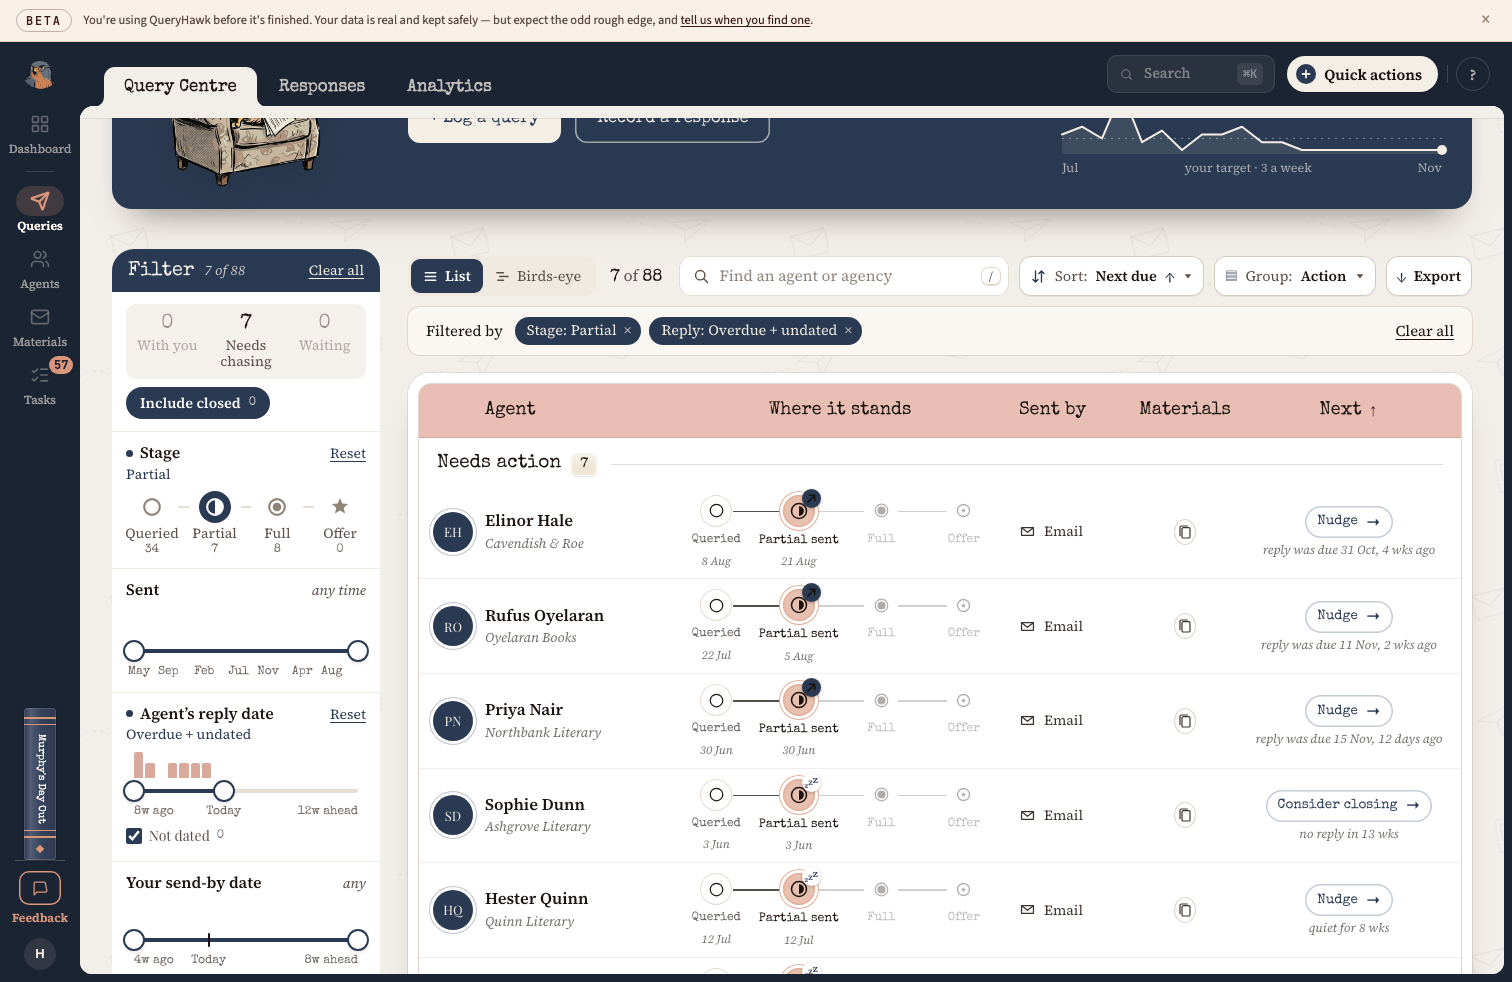 BETA
You're using QueryHawk before it's finished. Your data is real and kept safely — but expect the odd rough edge, and tell us when you find one.
×
Query Centre
Responses
Analytics
Search
⌘K
+ Quick actions
?
Dashboard
Queries
Agents
Materials
57
Tasks
Murphy's Day Out
Feedback
H
+ Log a query
Record a response
Jul
your target · 3 a week
Nov
Filter
7 of 88
Clear all
0
With you
7
Needs chasing
0
Waiting
Include closed 0
Stage
Reset
Partial
Queried
34
Partial
7
Full
8
Offer
0
Sent
any time
May Sep Feb Jul Nov Apr Aug
Agent's reply date
Reset
Overdue + undated
8w ago
Today
12w ahead
Not dated 0
Your send-by date
any
4w ago
Today
8w ahead
List
Birds-eye
7 of 88
Find an agent or agency
/
Sort: Next due ↑
Group: Action
↓ Export
Filtered by
Stage: Partial ×
Reply: Overdue + undated ×
Clear all
Agent
Where it stands
Sent by
Materials
Next ↑
Needs action 7
EH
Elinor Hale
Cavendish & Roe
Queried
8 Aug
Partial sent
21 Aug
Full
Offer
Email
Nudge →
reply was due 31 Oct, 4 wks ago
RO
Rufus Oyelaran
Oyelaran Books
Queried
22 Jul
Partial sent
5 Aug
Full
Offer
Email
Nudge →
reply was due 11 Nov, 2 wks ago
PN
Priya Nair
Northbank Literary
Queried
30 Jun
Partial sent
30 Jun
Full
Offer
Email
Nudge →
reply was due 15 Nov, 12 days ago
SD
Sophie Dunn
Ashgrove Literary
Queried
3 Jun
zzZ
Partial sent
3 Jun
Full
Offer
Email
Consider closing →
no reply in 13 wks
HQ
Hester Quinn
Quinn Literary
Queried
12 Jul
zzZ
Partial sent
12 Jul
Full
Offer
Email
Nudge →
quiet for 8 wks
zzZ